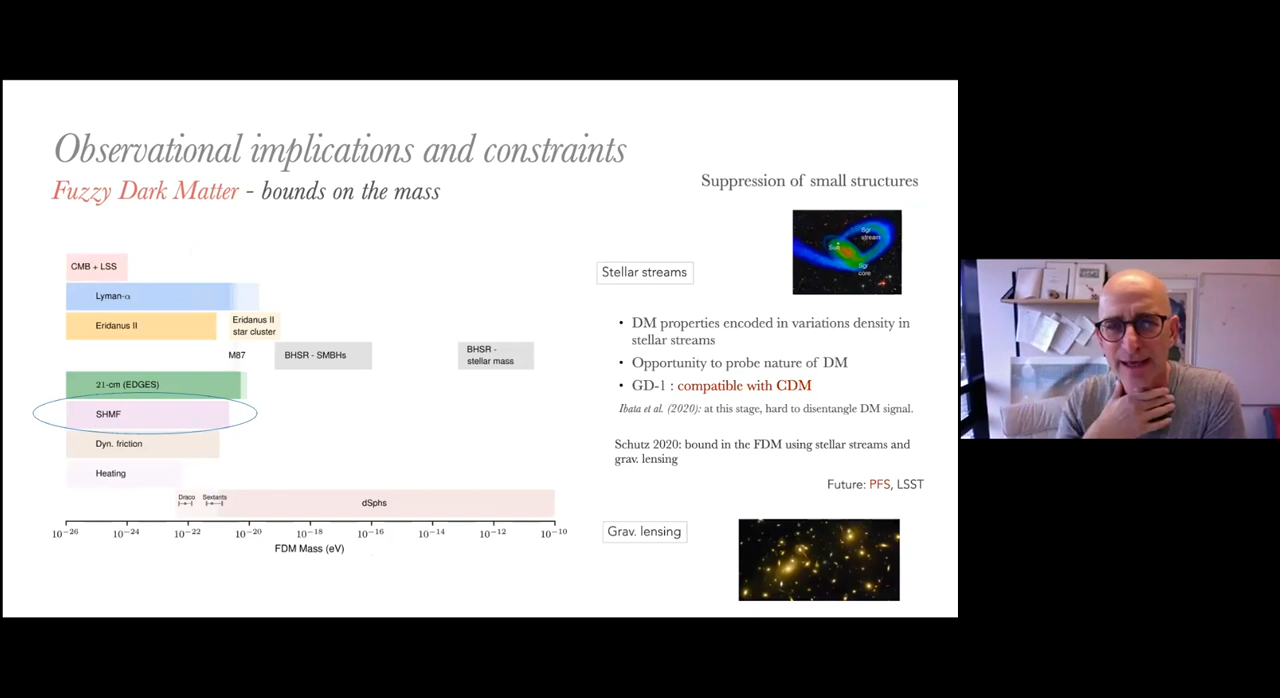 Observational implications and constraints
Fuzzy Dark Matter - bounds on the mass
CMB + LSS
Lyman-α
Eridanus II
Eridanus II
star cluster
M87
BHSR - SMBHs
BHSR -
stellar mass
21-cm (EDGES)
SHMF
Dyn. friction
Heating
Draco
Sextants
dSphs
10⁻²⁶
10⁻²⁴
10⁻²²
10⁻²⁰
10⁻¹⁸
10⁻¹⁶
10⁻¹⁴
10⁻¹²
10⁻¹⁰
FDM Mass (eV)
Suppression of small structures
Sgr
stream
Sun
Sgr
core
Stellar streams
• DM properties encoded in variations density in
stellar streams
• Opportunity to probe nature of DM
• GD-1 : compatible with CDM
Ibata et al. (2020): at this stage, hard to disentangle DM signal.
Schutz 2020: bound in the FDM using stellar streams and
grav. lensing
Future: PFS, LSST
Grav. lensing